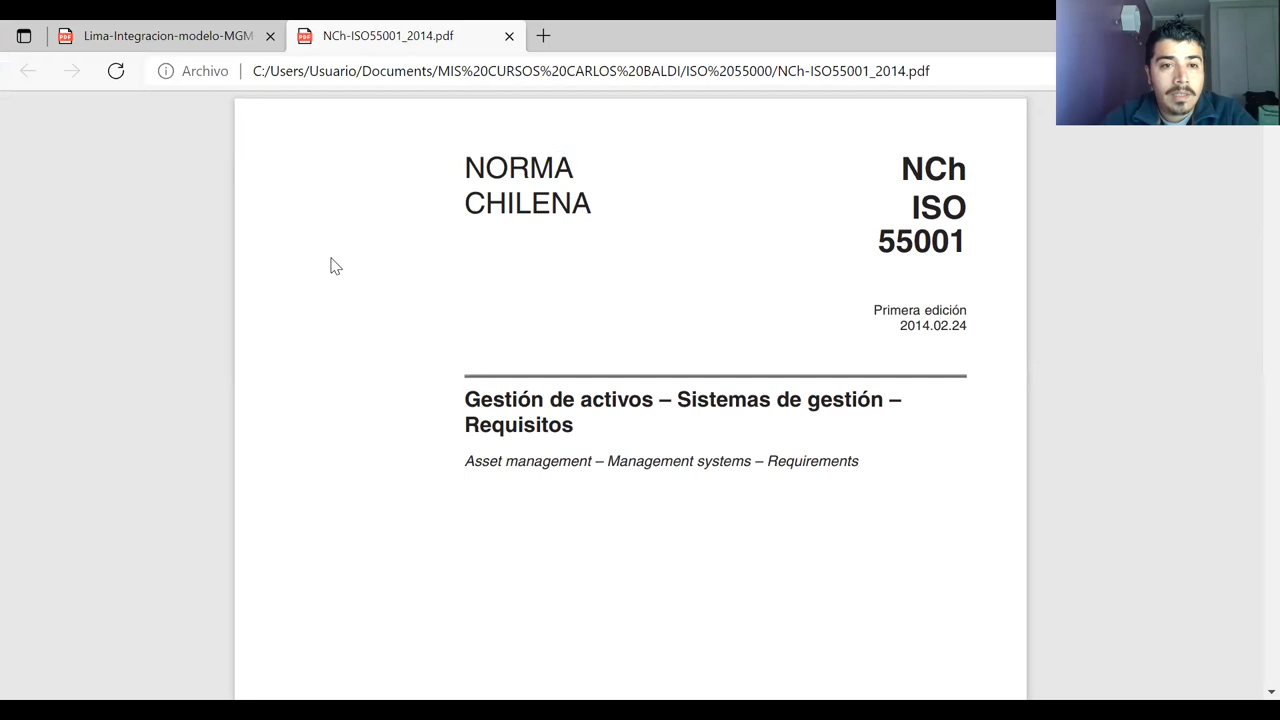 Lima-Integracion-modelo-MGM
NCh-ISO55001_2014.pdf
Archivo
C:/Users/Usuario/Documents/MIS%20CURSOS%20CARLOS%20BALDI/ISO%2055000/NCh-ISO55001_2014.pdf
NORMA
CHILENA
NCh
ISO
55001
Primera edición
2014.02.24
Gestión de activos – Sistemas de gestión –
Requisitos
Asset management – Management systems – Requirements